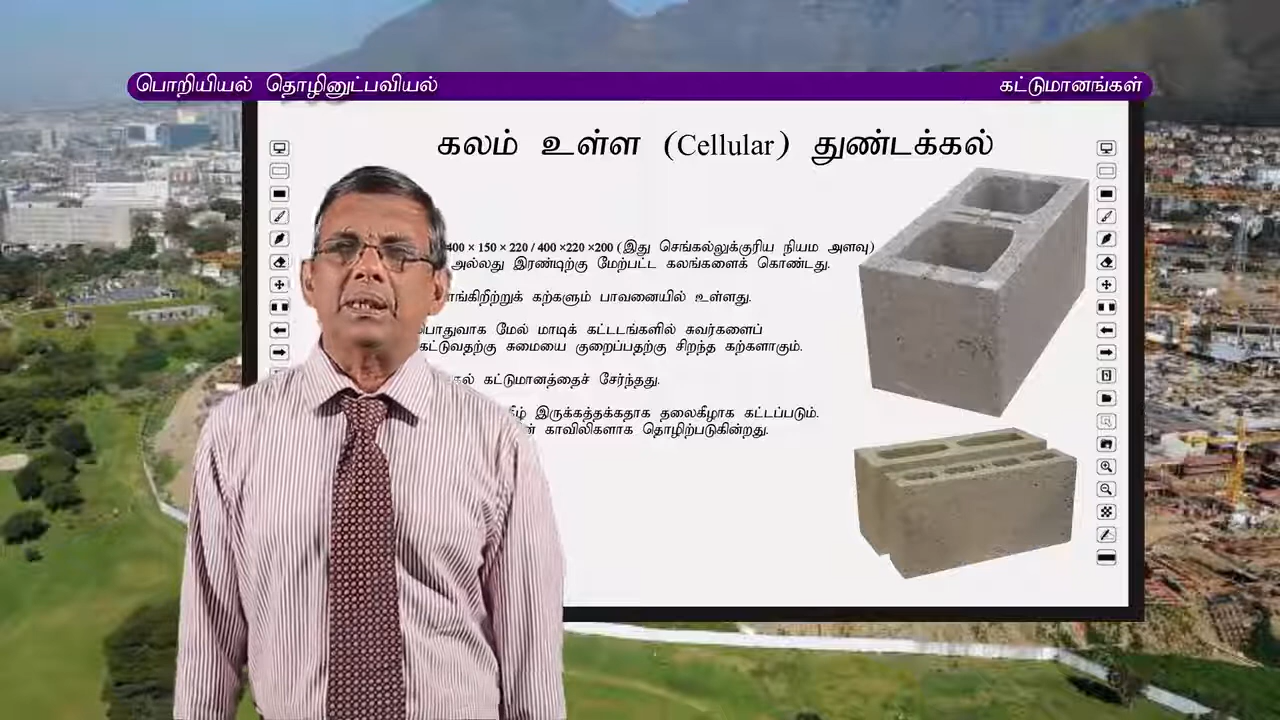 பொறியியல் தொழினுட்பவியல்
கட்டுமானங்கள்
கலம் உள்ள (Cellular) துண்டக்கல்
400 × 150 × 220 / 400 ×220 ×200 (இது செங்கல்லுக்குரிய நியம அளவு)
அல்லது இரண்டிற்கு மேற்பட்ட கலங்களைக் கொண்டது.
கற்களும் பாவனையில் உள்ளது.
பொதுவாக மேல் மாடிக் கட்டடங்களில் சுவர்களைப்
கட்டுவதற்கு சுமையை குறைப்பதற்கு சிறந்த கற்களாகும்.
கட்டுமானத்தைச் சேர்ந்தது.
இருக்கத்தக்கதாக தலைகீழாக கட்டப்படும்.
காவிலிகளாக தொழிற்படுகின்றது.